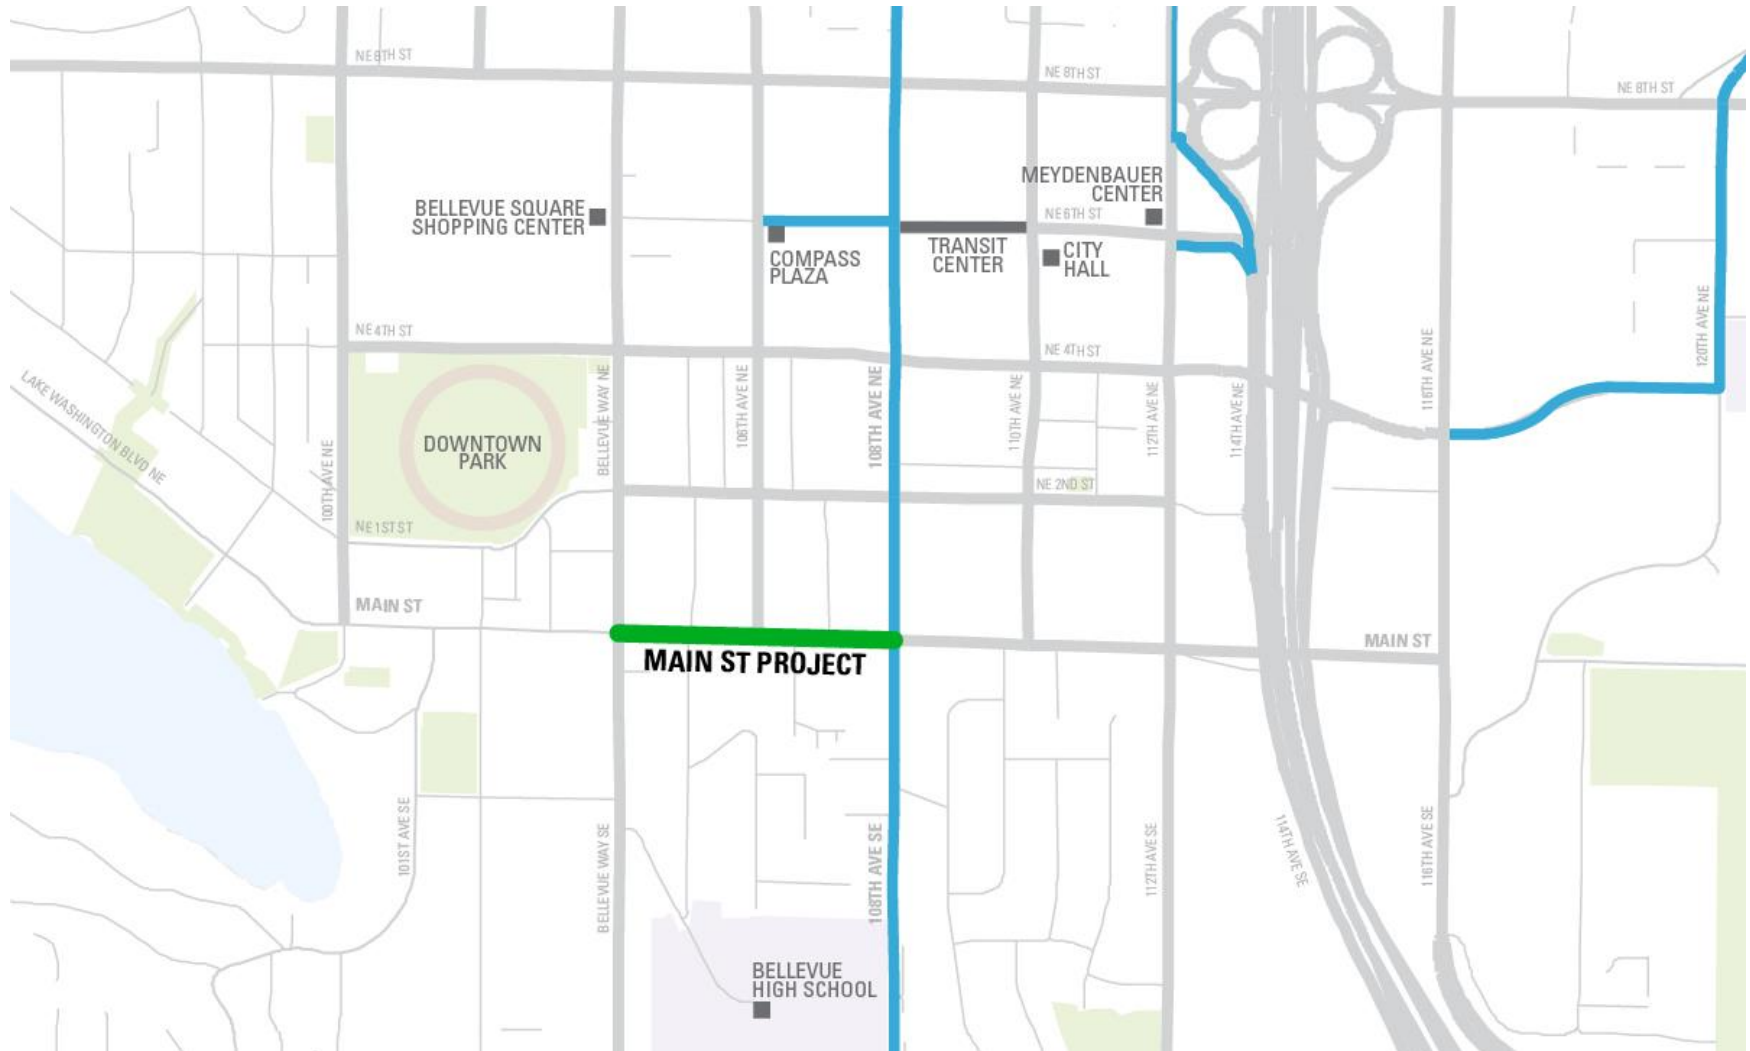 NE 8TH ST
NE 8TH ST
NE 8TH ST
MEYDENBAUER
CENTER
BELLEVUE SQUARE
SHOPPING CENTER
NE 6TH ST
COMPASS
PLAZA
TRANSIT
CENTER
CITY
HALL
NE 4TH ST
NE 4TH ST
120TH AVE NE
LAKE WASHINGTON BLVD NE
100TH AVE NE
DOWNTOWN
PARK
BELLEVUE WAY NE
106TH AVE NE
108TH AVE NE
110TH AVE NE
112TH AVE NE
114TH AVE NE
116TH AVE NE
NE 2ND ST
NE 1ST ST
MAIN ST
MAIN ST
MAIN ST PROJECT
101ST AVE SE
BELLEVUE WAY SE
108TH AVE SE
112TH AVE SE
114TH AVE SE
116TH AVE SE
BELLEVUE
HIGH SCHOOL